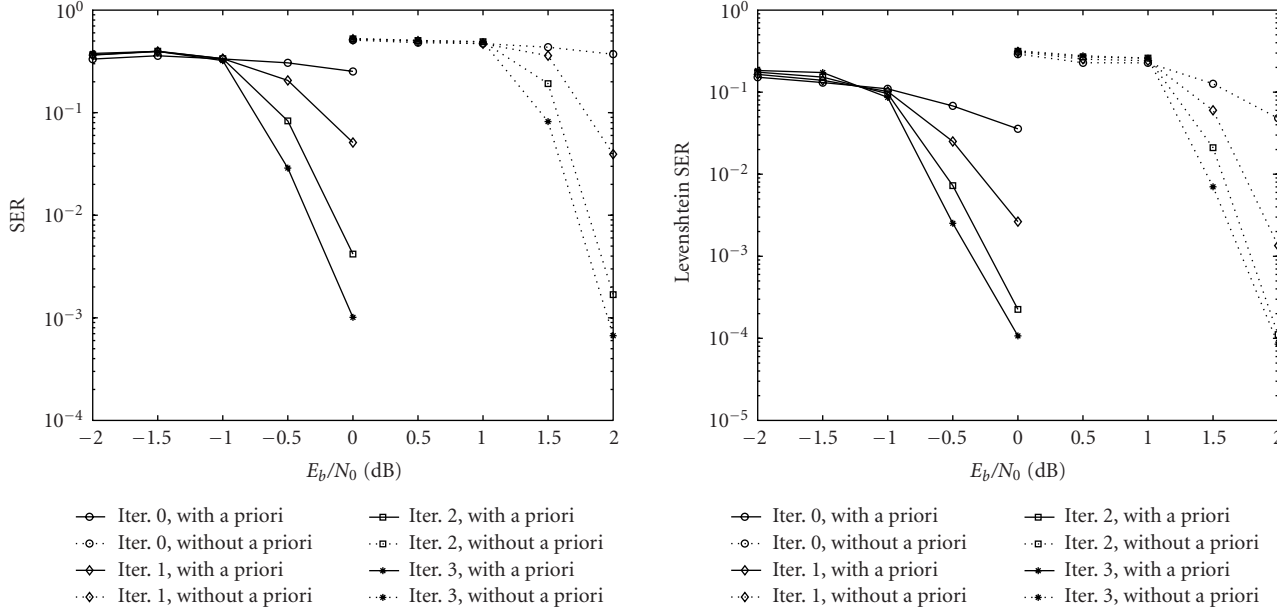 10⁰
10⁻¹
10⁻²
10⁻³
10⁻⁴
SER
−2
−1.5
−1
−0.5
0
0.5
1
1.5
2
E_b/N_0 (dB)
Iter. 0, with a priori
Iter. 0, without a priori
Iter. 1, with a priori
Iter. 1, without a priori
Iter. 2, with a priori
Iter. 2, without a priori
Iter. 3, with a priori
Iter. 3, without a priori
10⁰
10⁻¹
10⁻²
10⁻³
10⁻⁴
10⁻⁵
Levenshtein SER
−2
−1.5
−1
−0.5
0
0.5
1
1.5
2
E_b/N_0 (dB)
Iter. 0, with a priori
Iter. 0, without a priori
Iter. 1, with a priori
Iter. 1, without a priori
Iter. 2, with a priori
Iter. 2, without a priori
Iter. 3, with a priori
Iter. 3, without a priori